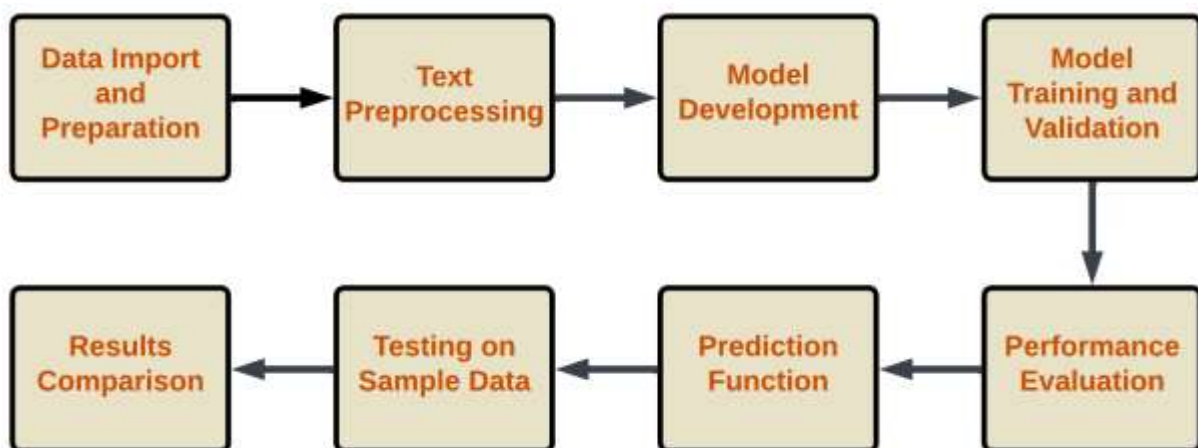 Data Import
and
Preparation
Text
Preprocessing
Model
Development
Model
Training and
Validation
Results
Comparison
Testing on
Sample Data
Prediction
Function
Performance
Evaluation